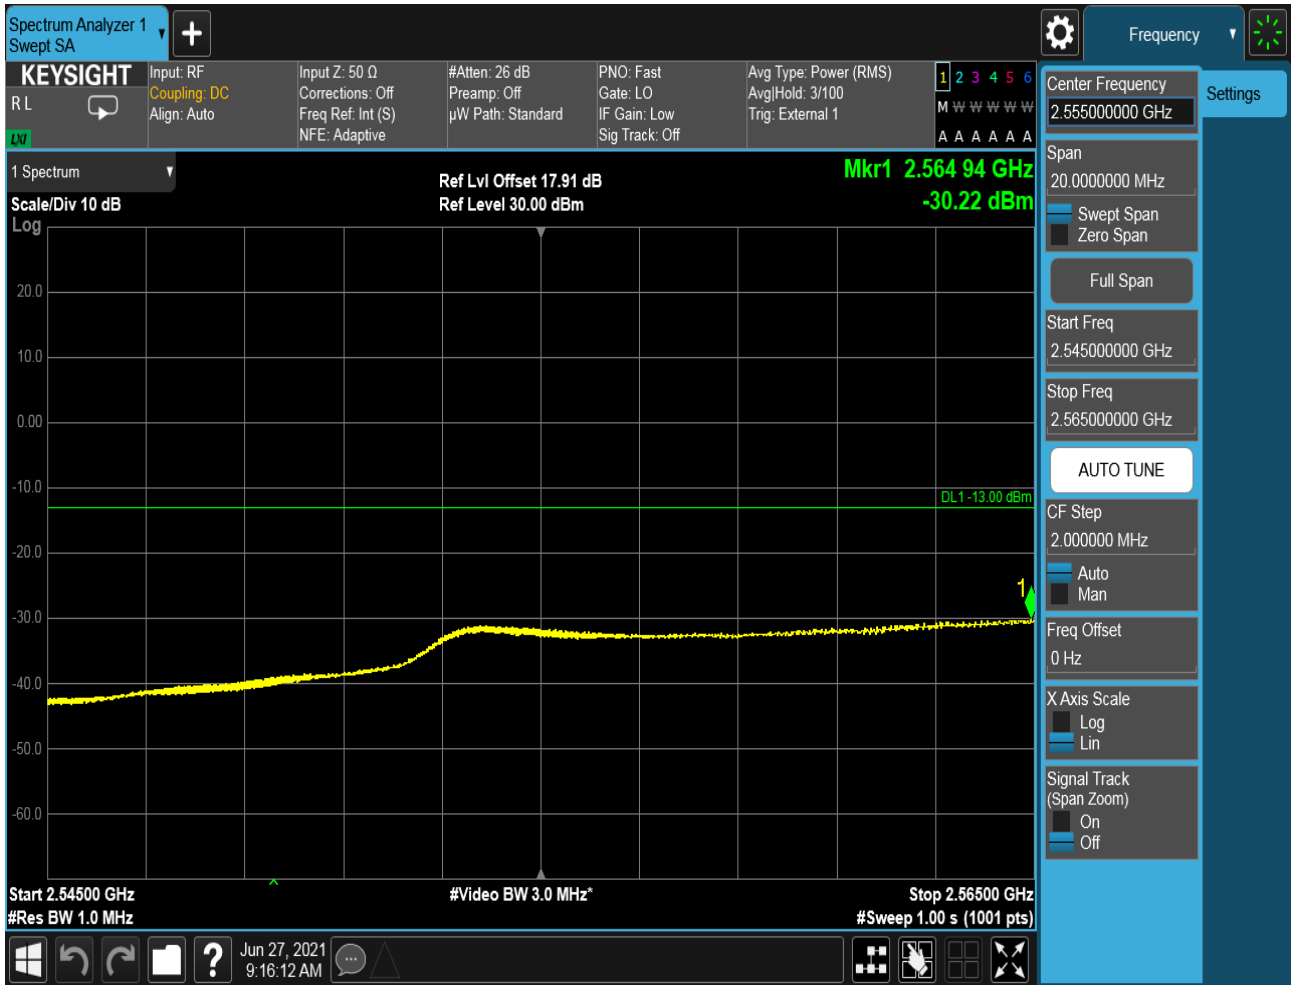 Spectrum Analyzer 1
Swept SA
Frequency
KEYSIGHT
R L
LXI
Input: RF
Coupling: DC
Align: Auto
Input Z: 50 Ω
Corrections: Off
Freq Ref: Int (S)
NFE: Adaptive
#Atten: 26 dB
Preamp: Off
µW Path: Standard
PNO: Fast
Gate: LO
IF Gain: Low
Sig Track: Off
Avg Type: Power (RMS)
Avg|Hold: 3/100
Trig: External 1
1 2 3 4 5 6
M W W W W W
A A A A A A
1 Spectrum
Scale/Div 10 dB
Log
Ref Lvl Offset 17.91 dB
Ref Level 30.00 dBm
Mkr1 2.564 94 GHz
-30.22 dBm
20.0
10.0
0.00
-10.0
-20.0
-30.0
-40.0
-50.0
-60.0
DL1 -13.00 dBm
1
Start 2.54500 GHz
#Res BW 1.0 MHz
#Video BW 3.0 MHz*
Stop 2.56500 GHz
#Sweep 1.00 s (1001 pts)
Center Frequency
2.555000000 GHz
Settings
Span
20.0000000 MHz
Swept Span
Zero Span
Full Span
Start Freq
2.545000000 GHz
Stop Freq
2.565000000 GHz
AUTO TUNE
CF Step
2.000000 MHz
Auto
Man
Freq Offset
0 Hz
X Axis Scale
Log
Lin
Signal Track
(Span Zoom)
On
Off
?
Jun 27, 2021
9:16:12 AM